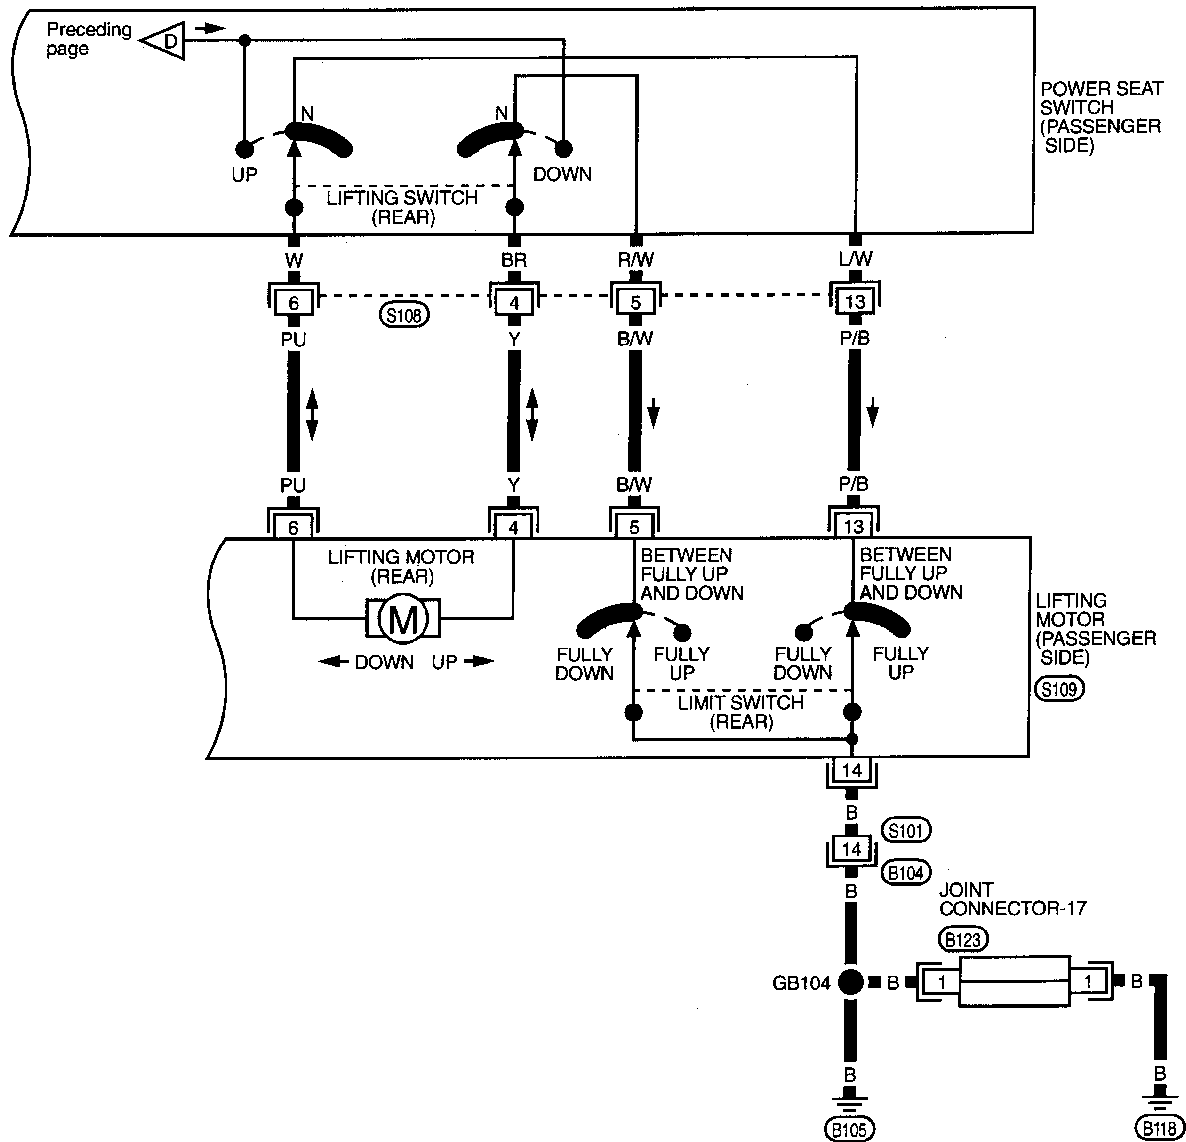 Preceding
page
D
N
N
UP
DOWN
LIFTING SWITCH
(REAR)
POWER SEAT
SWITCH
(PASSENGER
SIDE)
W
BR
R/W
L/W
6
4
5
13
S108
PU
Y
B/W
P/B
PU
Y
B/W
P/B
6
4
5
13
LIFTING MOTOR
(REAR)
M
DOWN UP
BETWEEN
FULLY UP
AND DOWN
BETWEEN
FULLY UP
AND DOWN
FULLY
DOWN
FULLY
UP
FULLY
DOWN
FULLY
UP
LIMIT SWITCH
(REAR)
LIFTING
MOTOR
(PASSENGER
SIDE)
S109
14
B
S101
14
B104
B
JOINT
CONNECTOR-17
B123
GB104
B
1
1
B
B
B
B105
B118